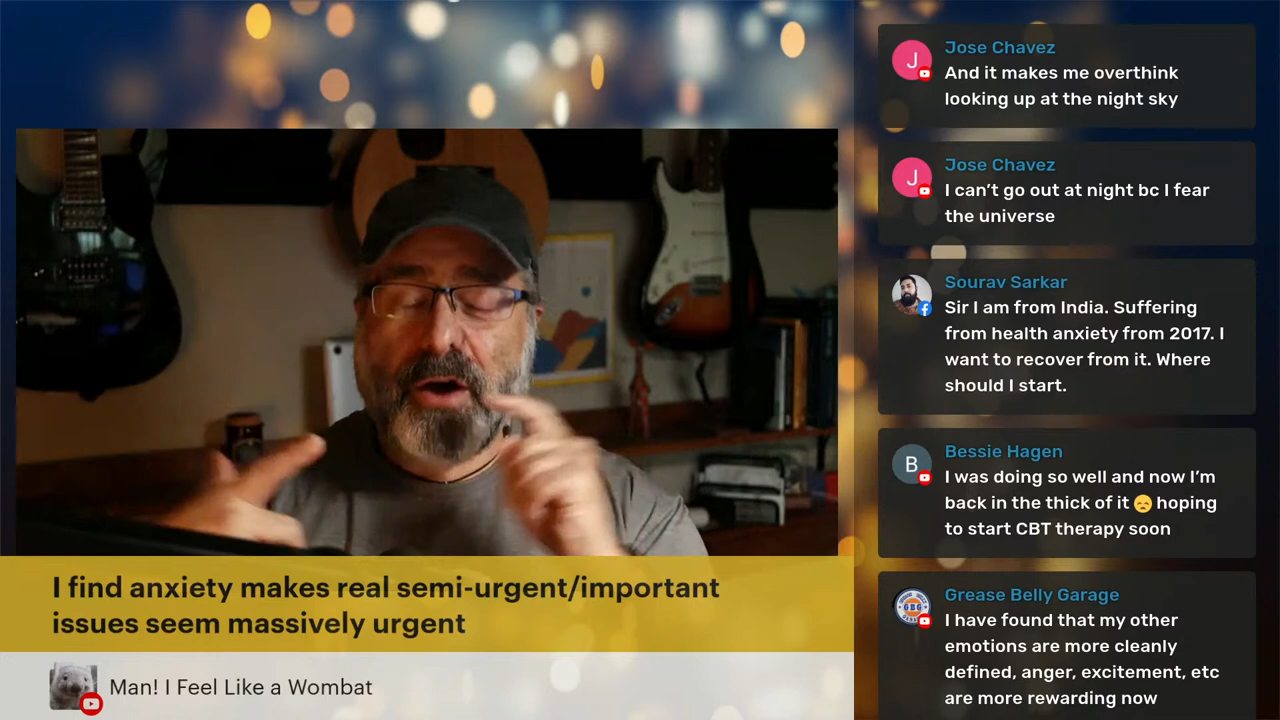 Jose Chavez
And it makes me overthink
looking up at the night sky
Jose Chavez
I can’t go out at night bc I fear
the universe
Sourav Sarkar
Sir I am from India. Suffering
from health anxiety from 2017. I
want to recover from it. Where
should I start.
Bessie Hagen
I was doing so well and now I’m
back in the thick of it 😞 hoping
to start CBT therapy soon
Grease Belly Garage
I have found that my other
emotions are more cleanly
defined, anger, excitement, etc
are more rewarding now
I find anxiety makes real semi-urgent/important
issues seem massively urgent
Man! I Feel Like a Wombat
J
J
B
GBG